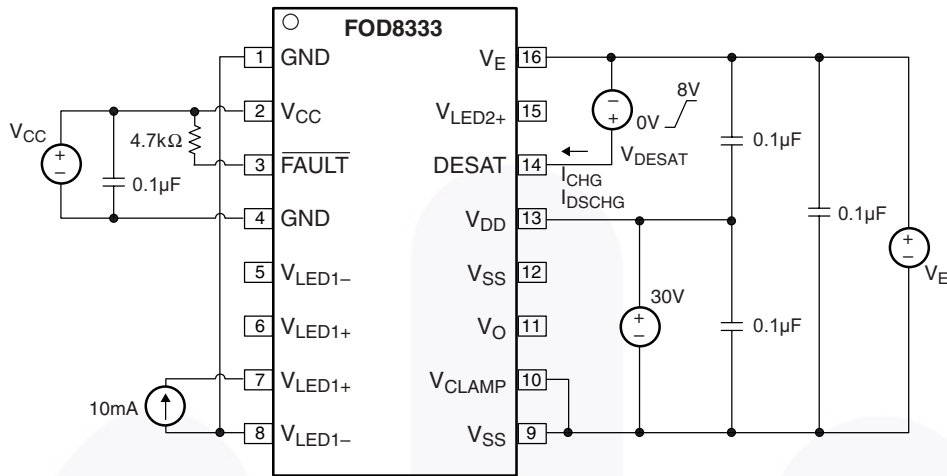 FOD8333
1 GND
2 VCC
3 FAULT
4 GND
5 VLED1–
6 VLED1+
7 VLED1+
8 VLED1–
VE 16
VLED2+ 15
DESAT 14
VDD 13
VSS 12
VO 11
VCLAMP 10
VSS 9
VCC
+
–
4.7kΩ
0.1µF
10mA
–
+
8V
0V
VDESAT
ICHG
IDSCHG
0.1µF
30V
+
–
0.1µF
0.1µF
+
–
VE